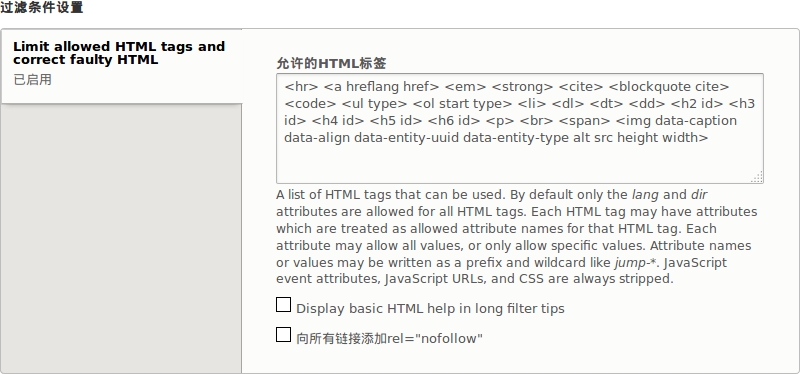 过滤条件设置
Limit allowed HTML tags and
correct faulty HTML
已启用
允许的HTML标签
<hr> <a hreflang href> <em> <strong> <cite> <blockquote cite>
<code> <ul type> <ol start type> <li> <dl> <dt> <dd> <h2 id> <h3
id> <h4 id> <h5 id> <h6 id> <p> <br> <span> <img data-caption
data-align data-entity-uuid data-entity-type alt src height width>
A list of HTML tags that can be used. By default only the lang and dir
attributes are allowed for all HTML tags. Each HTML tag may have attributes
which are treated as allowed attribute names for that HTML tag. Each
attribute may allow all values, or only allow specific values. Attribute names
or values may be written as a prefix and wildcard like jump-*. JavaScript
event attributes, JavaScript URLs, and CSS are always stripped.
Display basic HTML help in long filter tips
向所有链接添加rel="nofollow"